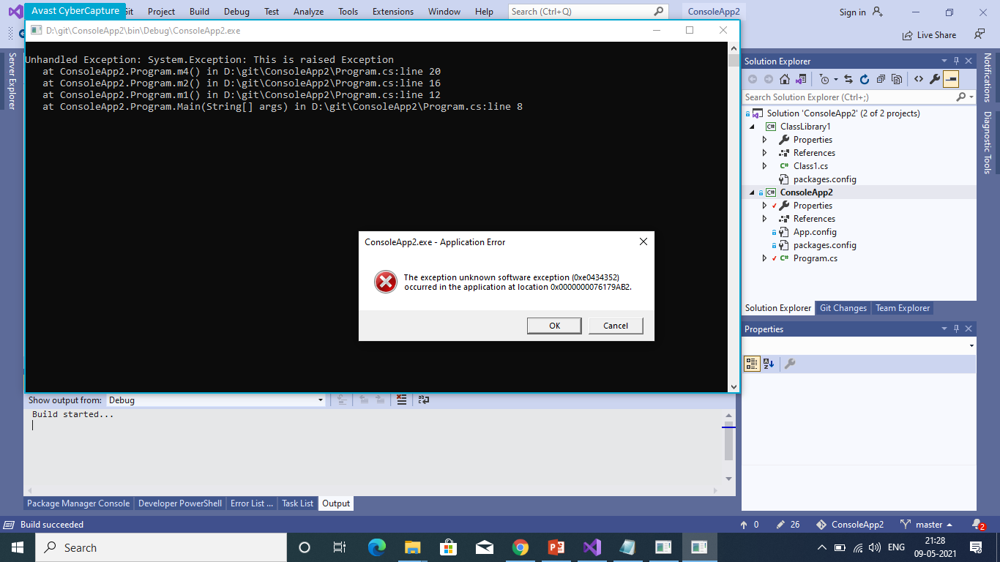 Avast CyberCapture
Git Project Build Debug Test Analyze Tools Extensions Window Help Search (Ctrl+Q) ConsoleApp2 Sign in
D:\git\ConsoleApp2\bin\Debug\ConsoleApp2.exe
Live Share
Unhandled Exception: System.Exception: This is raised Exception
at ConsoleApp2.Program.m4() in D:\git\ConsoleApp2\Program.cs:line 20
at ConsoleApp2.Program.m2() in D:\git\ConsoleApp2\Program.cs:line 16
at ConsoleApp2.Program.m1() in D:\git\ConsoleApp2\Program.cs:line 12
at ConsoleApp2.Program.Main(String[] args) in D:\git\ConsoleApp2\Program.cs:line 8
Server Explorer
ConsoleApp2.exe - Application Error
The exception unknown software exception (0xe0434352)
occurred in the application at location 0x0000000076179AB2.
OK Cancel
Solution Explorer
Search Solution Explorer (Ctrl+;)
Solution 'ConsoleApp2' (2 of 2 projects)
ClassLibrary1
Properties
References
C# Class1.cs
packages.config
ConsoleApp2
Properties
References
App.config
packages.config
C# Program.cs
Solution Explorer Git Changes Team Explorer
Properties
Notifications
Diagnostic Tools
Show output from: Debug
Build started...
Package Manager Console Developer PowerShell Error List ... Task List Output
Build succeeded 0 26 ConsoleApp2 master 2
Search
ENG
21:28
09-05-2021